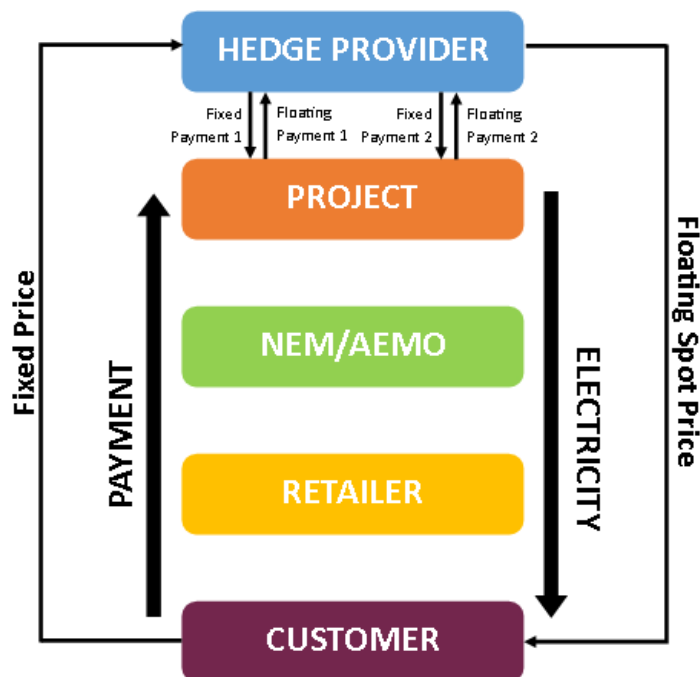 HEDGE PROVIDER
Fixed
Payment 1
Floating
Payment 1
Fixed
Payment 2
Floating
Payment 2
PROJECT
NEM/AEMO
RETAILER
CUSTOMER
Fixed Price
PAYMENT
ELECTRICITY
Floating Spot Price